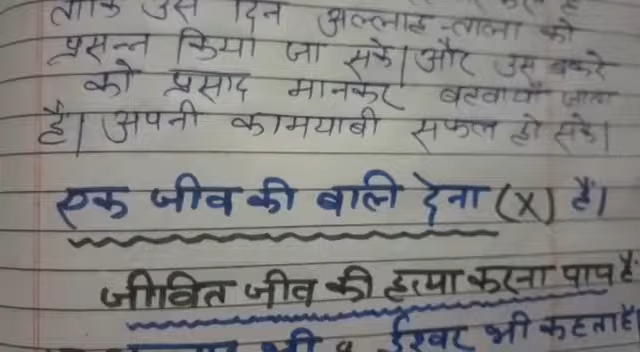 ताकि उस दिन अल्लाह-ताला को
प्रसन्न किया जा सके। और उस बकरे
को प्रसाद मानकर बटवाया जाता
है। अपनी कामयाबी सफल हो सके।
एक जीव की बलि देना (X) हैं।
जीवित जीव की हत्या करना पाप है
भी ईश्वर भी कहता है।